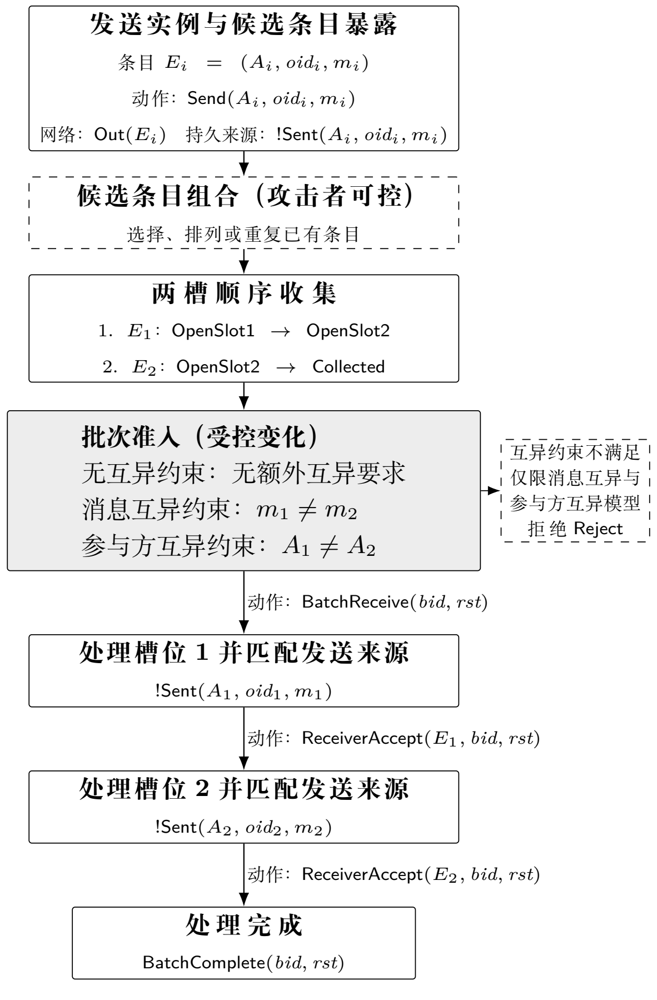 发送实例与候选条目暴露
条目 E_i = (A_i, oid_i, m_i)
动作：Send(A_i, oid_i, m_i)
网络：Out(E_i) 持久来源：!Sent(A_i, oid_i, m_i)
候选条目组合（攻击者可控）
选择、排列或重复已有条目
两槽顺序收集
1. E_1：OpenSlot1 → OpenSlot2
2. E_2：OpenSlot2 → Collected
批次准入（受控变化）
无互异约束：无额外互异要求
消息互异约束：m_1 ≠ m_2
参与方互异约束：A_1 ≠ A_2
互异约束不满足
仅限消息互异与
参与方互异模型
拒绝 Reject
动作：BatchReceive(bid, rst)
处理槽位 1 并匹配发送来源
!Sent(A_1, oid_1, m_1)
动作：ReceiverAccept(E_1, bid, rst)
处理槽位 2 并匹配发送来源
!Sent(A_2, oid_2, m_2)
动作：ReceiverAccept(E_2, bid, rst)
处理完成
BatchComplete(bid, rst)